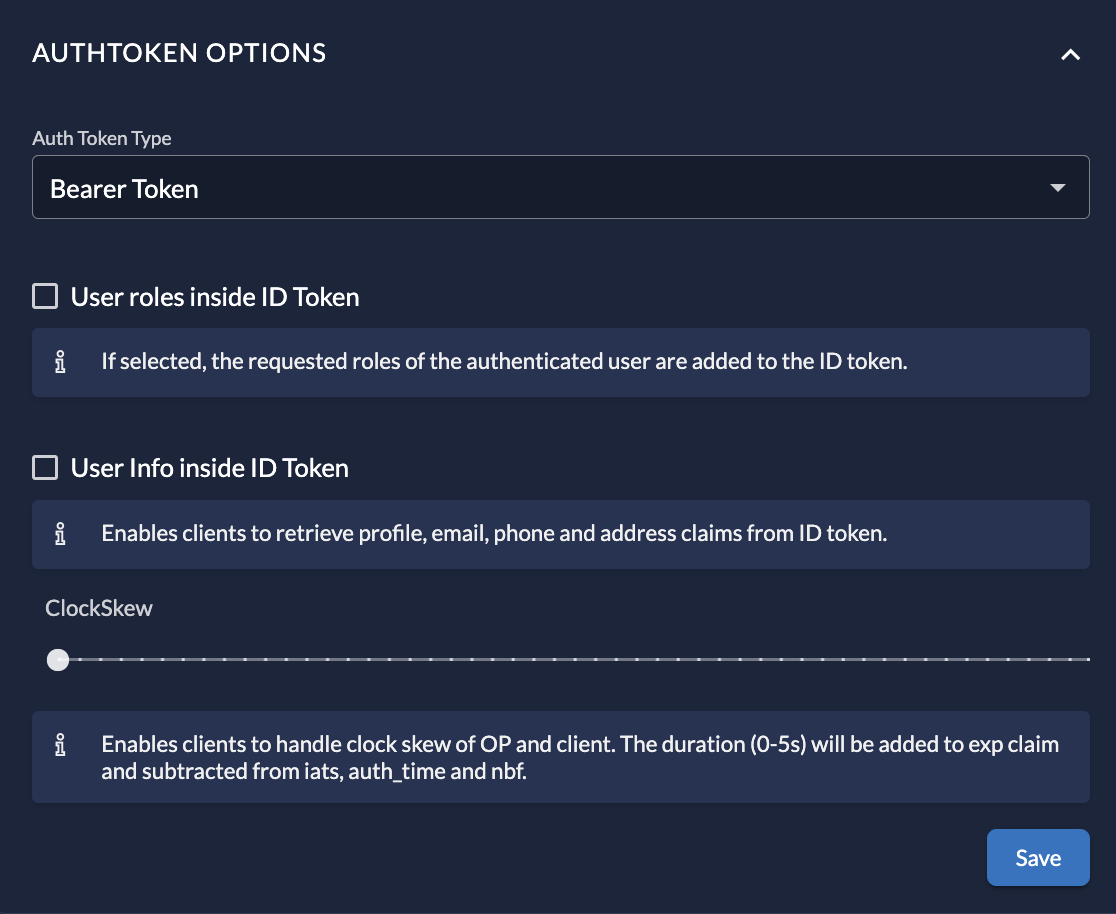 AUTHTOKEN OPTIONS
Auth Token Type
Bearer Token
User roles inside ID Token
If selected, the requested roles of the authenticated user are added to the ID token.
User Info inside ID Token
Enables clients to retrieve profile, email, phone and address claims from ID token.
ClockSkew
Enables clients to handle clock skew of OP and client. The duration (0-5s) will be added to exp claim
and subtracted from iats, auth_time and nbf.
Save